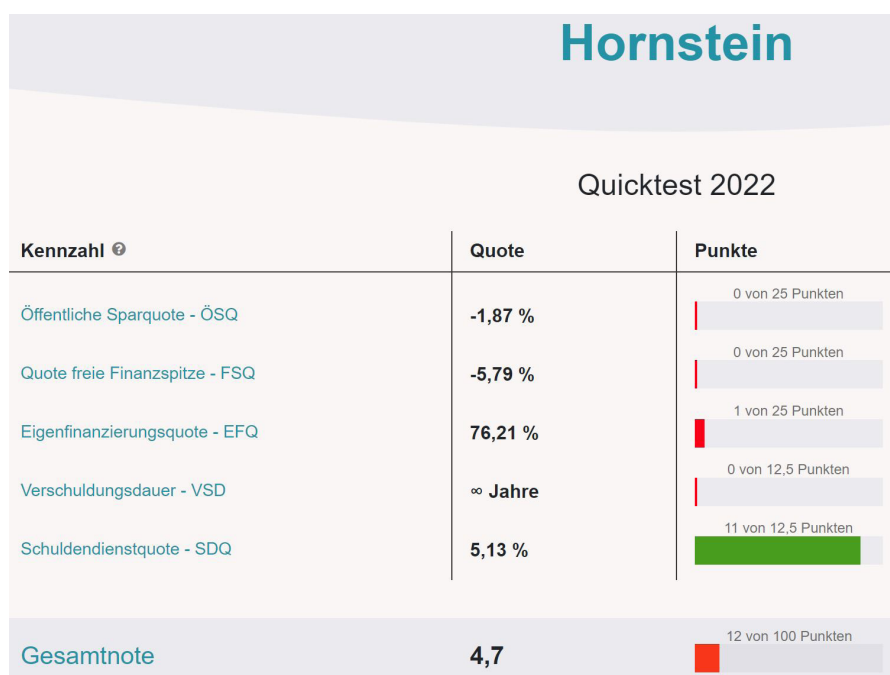 Hornstein
Quicktest 2022
Kennzahl Quote Punkte
Öffentliche Sparquote - ÖSQ -1,87 % 0 von 25 Punkten
Quote freie Finanzspitze - FSQ -5,79 % 0 von 25 Punkten
Eigenfinanzierungsquote - EFQ 76,21 % 1 von 25 Punkten
Verschuldungsdauer - VSD ∞ Jahre 0 von 12,5 Punkten
Schuldendienstquote - SDQ 5,13 % 11 von 12,5 Punkten
Gesamtnote 4,7 12 von 100 Punkten